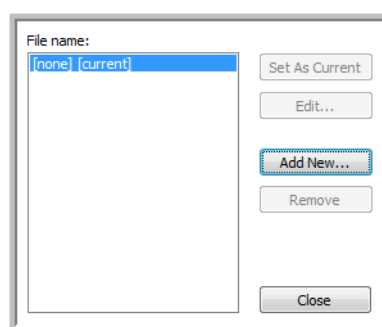 File name:
[none] [current]
Set As Current
Edit...
Add New...
Remove
Close